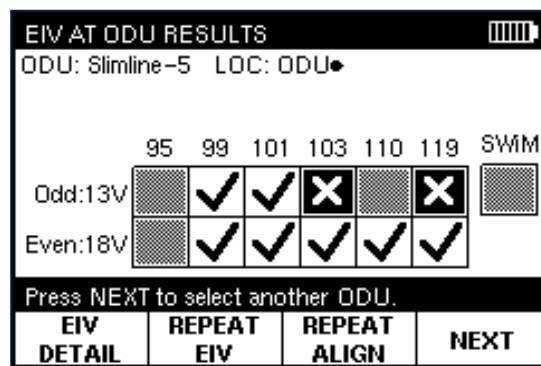 EIV AT ODU RESULTS
ODU: Slimline-5 LOC: ODU•
95 99 101 103 110 119 SWiM
Odd:13V
Even:18V
Press NEXT to select another ODU.
EIV DETAIL REPEAT EIV REPEAT ALIGN NEXT